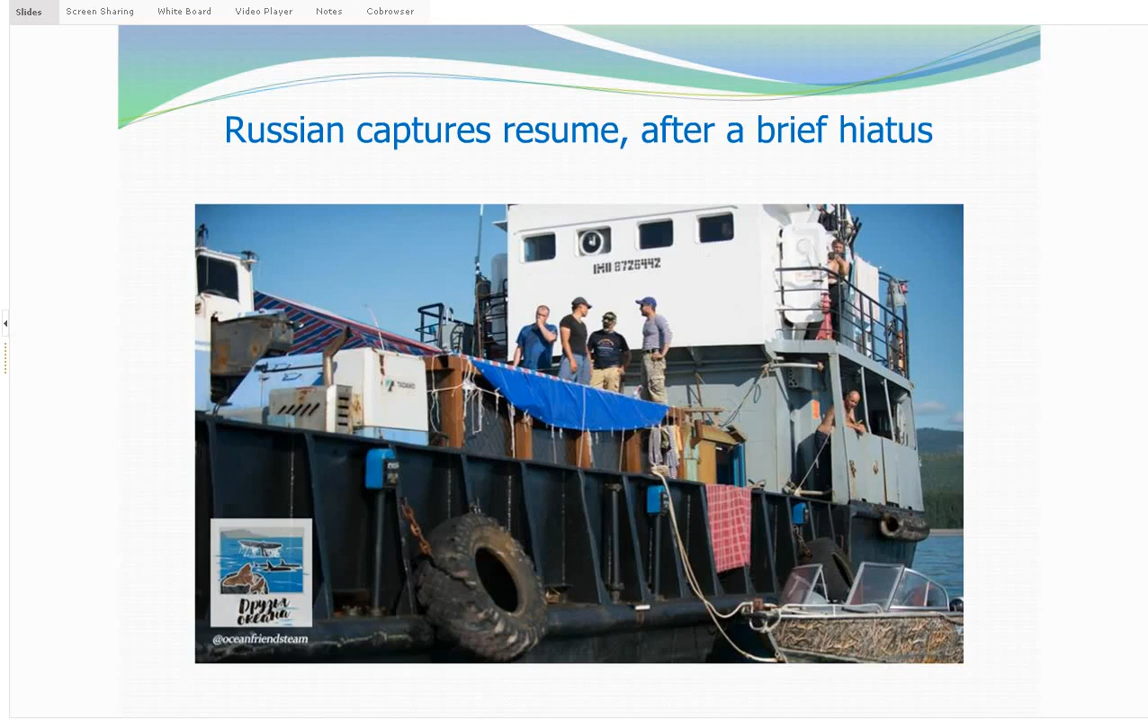 Slides Screen Sharing White Board Video Player Notes Cobrowser
Russian captures resume, after a brief hiatus
IMO 8726442
TADANO
Друзья
океана
@oceanfriendsteam